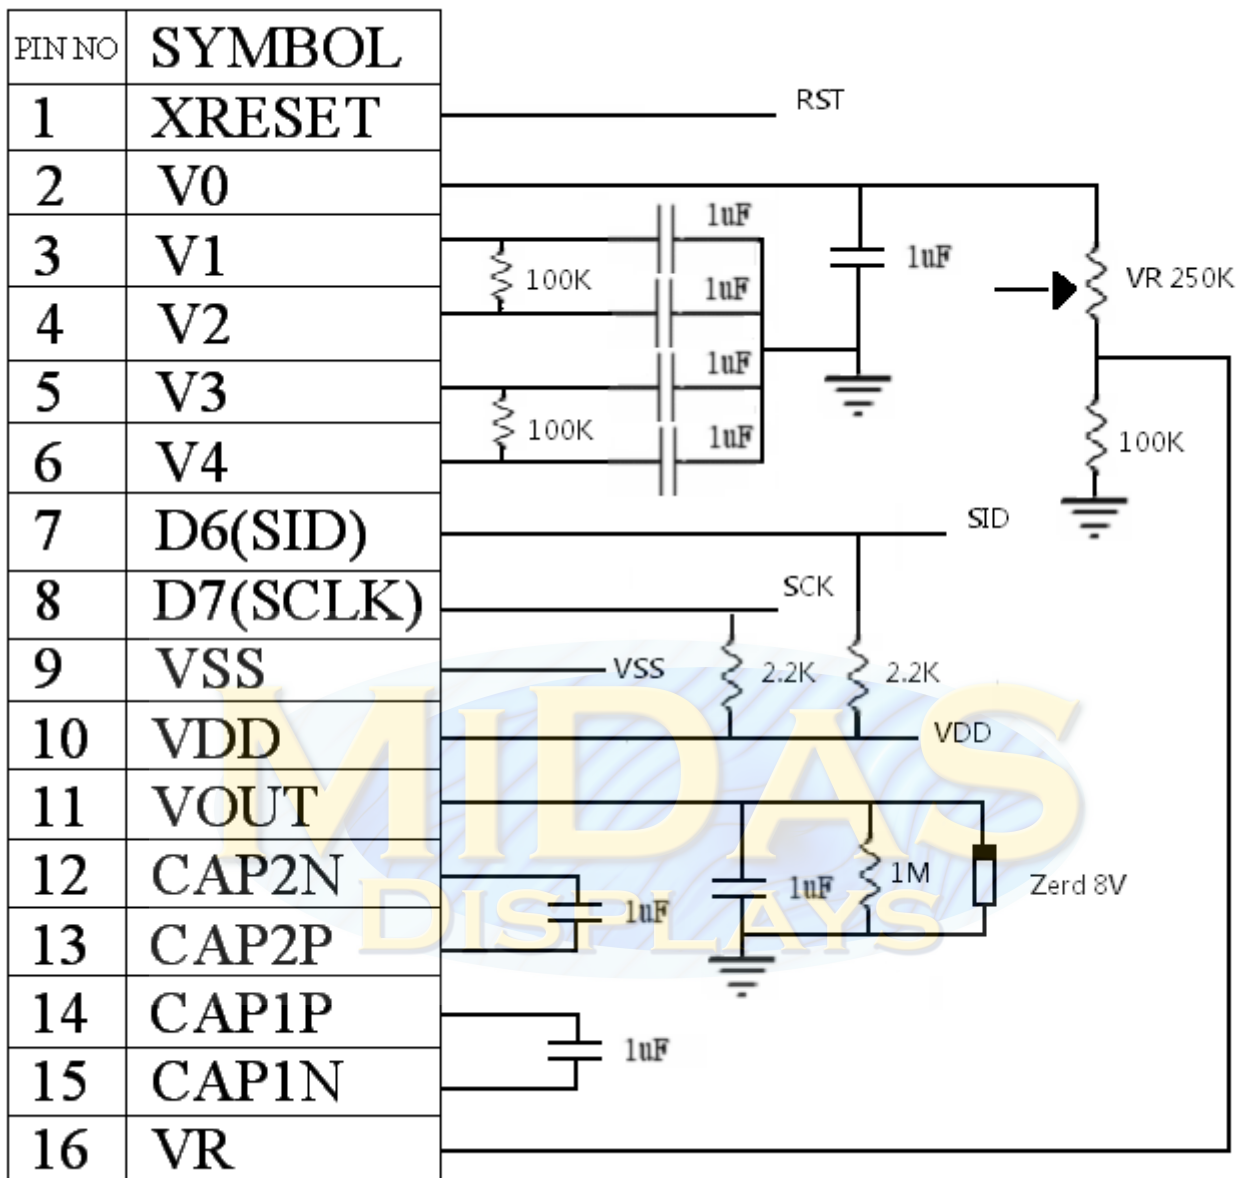 PIN NO SYMBOL
1 XRESET RST
2 V0
1uF
3 V1 1uF
100K VR 250K
1uF
4 V2
1uF
5 V3
100K 1uF 100K
6 V4
7 D6(SID) SID
8 D7(SCLK) SCK
9 VSS VSS 2.2K 2.2K
10 VDD VDD
11 VOUT
MIDAS
12 CAP2N 1uF 1M Zerd 8V
DISPLAYS
1uF
13 CAP2P
14 CAP1P
1uF
15 CAP1N
16 VR